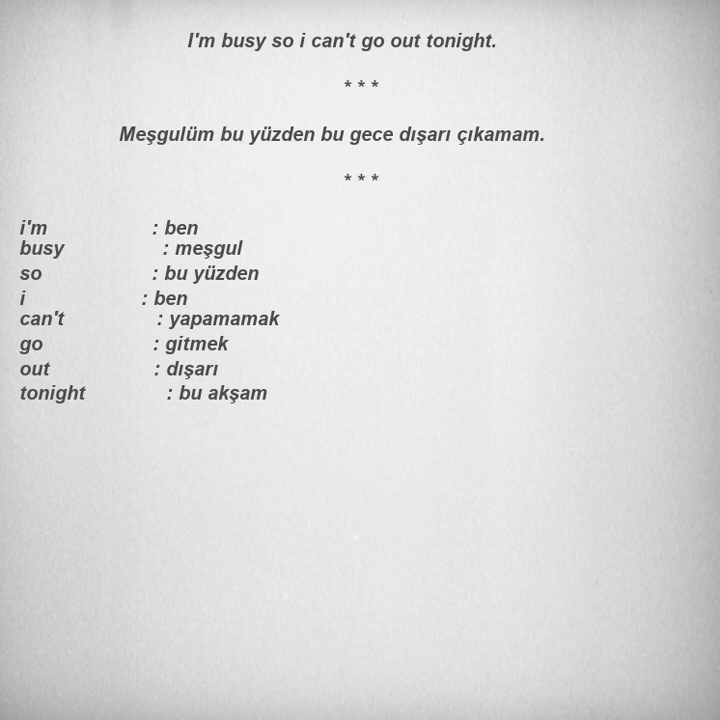 I'm busy so i can't go out tonight.
* * *
Meşgulüm bu yüzden bu gece dışarı çıkamam.
* * *
i'm : ben
busy : meşgul
so : bu yüzden
i : ben
can't : yapamamak
go : gitmek
out : dışarı
tonight : bu akşam